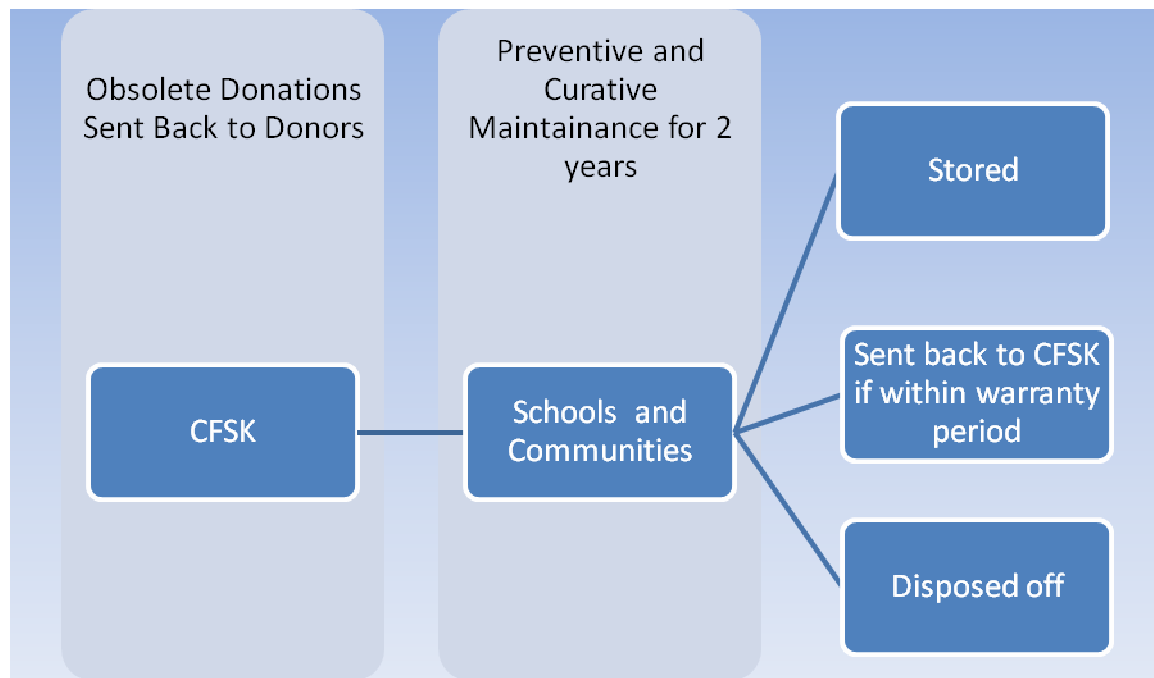 Obsolete Donations
Sent Back to Donors
Preventive and
Curative
Maintainance for 2
years
CFSK
Schools and
Communities
Stored
Sent back to CFSK
if within warranty
period
Disposed off